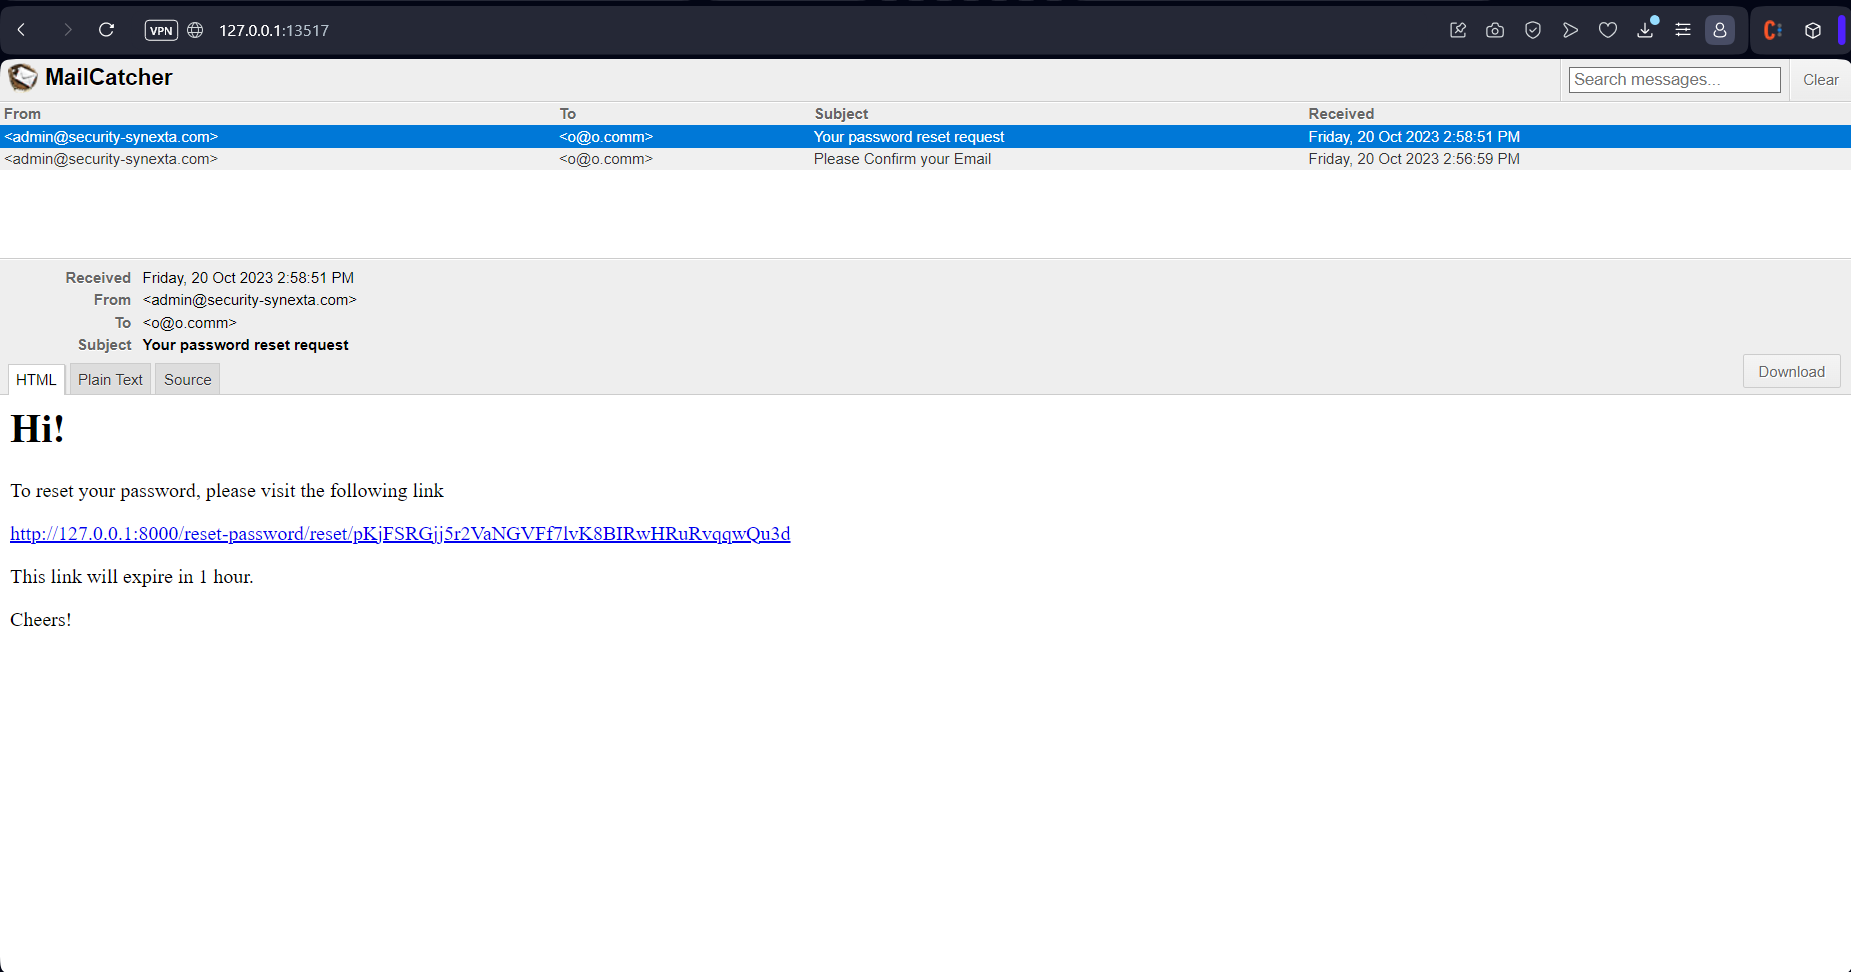 VPN 127.0.0.1:13517
MailCatcher Search messages... Clear
From To Subject Received
<admin@security-synexta.com> <o@o.comm> Your password reset request Friday, 20 Oct 2023 2:58:51 PM
<admin@security-synexta.com> <o@o.comm> Please Confirm your Email Friday, 20 Oct 2023 2:56:59 PM
Received Friday, 20 Oct 2023 2:58:51 PM
From <admin@security-synexta.com>
To <o@o.comm>
Subject Your password reset request
HTML Plain Text Source Download
Hi!
To reset your password, please visit the following link
http://127.0.0.1:8000/reset-password/reset/pKjFSRGjj5r2VaNGVFf7lvK8BIRwHRuRvqqwQu3d
This link will expire in 1 hour.
Cheers!